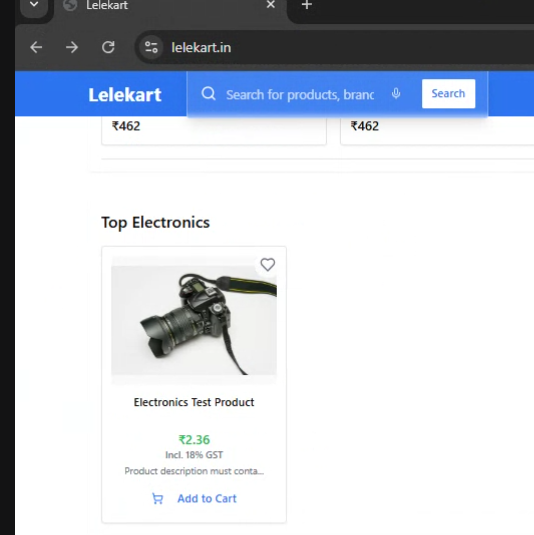 Lelekart
lelekart.in
Lelekart
Search for products, branc
Search
₹462
₹462
Top Electronics
Electronics Test Product
₹2.36
Incl. 18% GST
Product description must conta...
Add to Cart